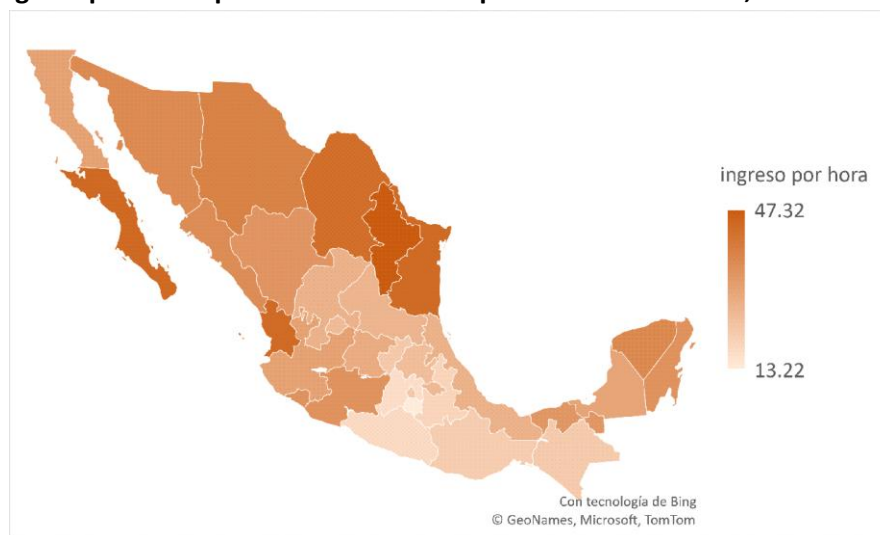 ingreso por hora
47.32
13.22
Con tecnología de Bing
© GeoNames, Microsoft, TomTom